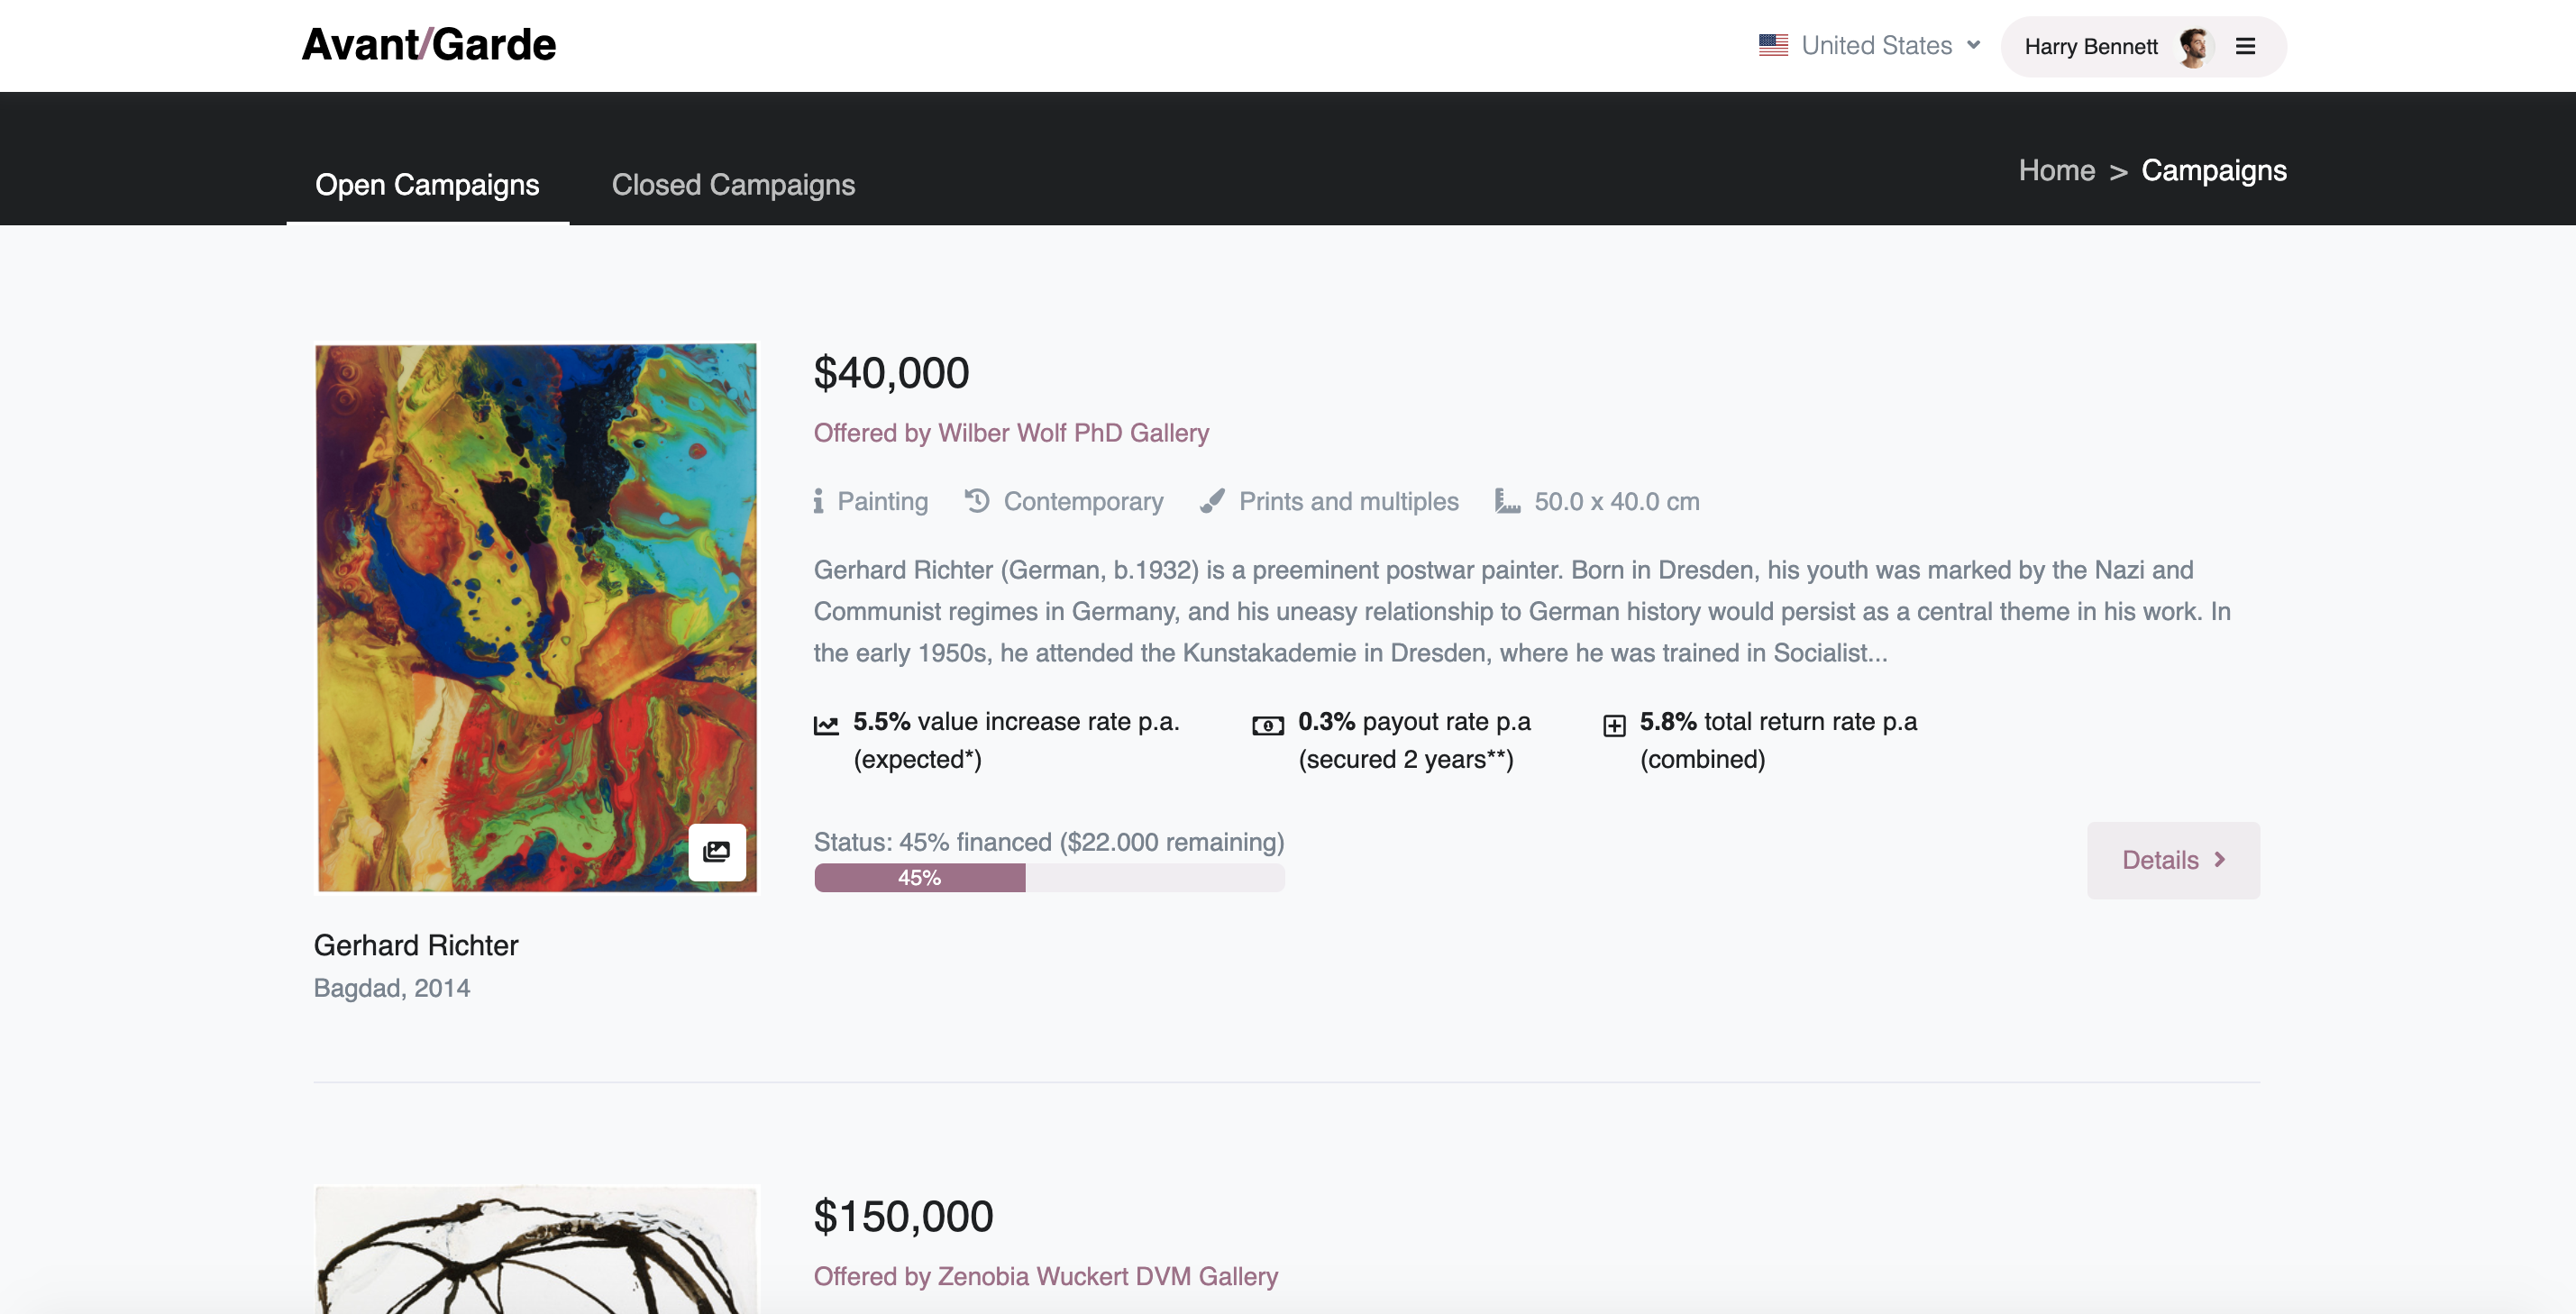 Avant/Garde
United States
Harry Bennett
Open Campaigns
Closed Campaigns
Home > Campaigns
$40,000
Offered by Wilber Wolf PhD Gallery
Painting
Contemporary
Prints and multiples
50.0 x 40.0 cm
Gerhard Richter (German, b.1932) is a preeminent postwar painter. Born in Dresden, his youth was marked by the Nazi and
Communist regimes in Germany, and his uneasy relationship to German history would persist as a central theme in his work. In
the early 1950s, he attended the Kunstakademie in Dresden, where he was trained in Socialist...
5.5% value increase rate p.a.
(expected*)
0.3% payout rate p.a
(secured 2 years**)
5.8% total return rate p.a
(combined)
Status: 45% financed ($22.000 remaining)
45%
Details
Gerhard Richter
Bagdad, 2014
$150,000
Offered by Zenobia Wuckert DVM Gallery